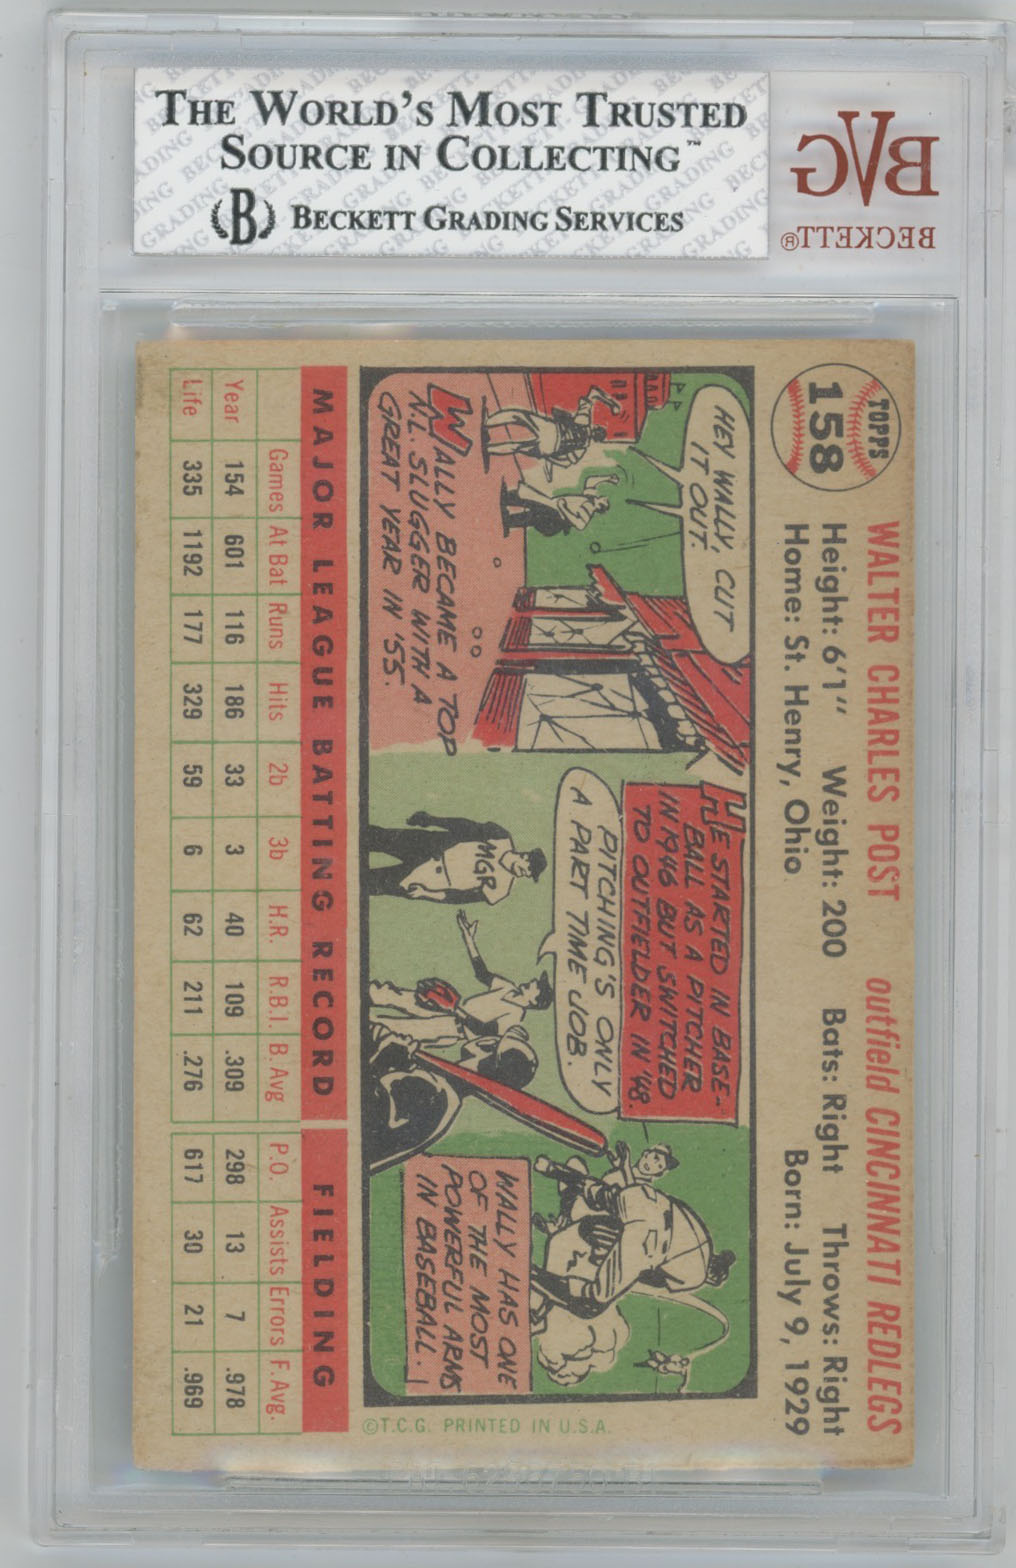 THE WORLD'S MOST TRUSTED
SOURCE IN COLLECTING™
B BECKETT GRADING SERVICES
BVG
BECKETT®
TOPPS
158
WALTER CHARLES POST outfield CINCINNATI REDLEGS
Height: 6'1" Weight: 200 Bats: Right Throws: Right
Home: St. Henry, Ohio Born: July 9, 1929
HEY WALLY, CUT
IT OUT.
WALLY BECAME A TOP
N.L. SLUGGER WITH A
GREAT YEAR IN '55.
HE STARTED IN BASE-
BALL AS A PITCHER
IN 1946 BUT SWITCHED
TO OUTFIELDER IN '48.
PITCHING'S ONLY
A PART TIME JOB.
MGR
WALLY HAS ONE
OF THE MOST
POWERFUL ARMS
IN BASEBALL.
©T.C.G. PRINTED IN U.S.A.
MAJOR LEAGUE BATTING RECORD FIELDING
Games At Bat Runs Hits 2b 3b H.R. R.B.I. B. Avg P.O. Assists Errors F. Avg.
Year 154 601 116 186 33 3 40 109 .309 298 13 7 .978
Life 335 1192 177 329 59 6 62 211 .276 617 30 21 .969